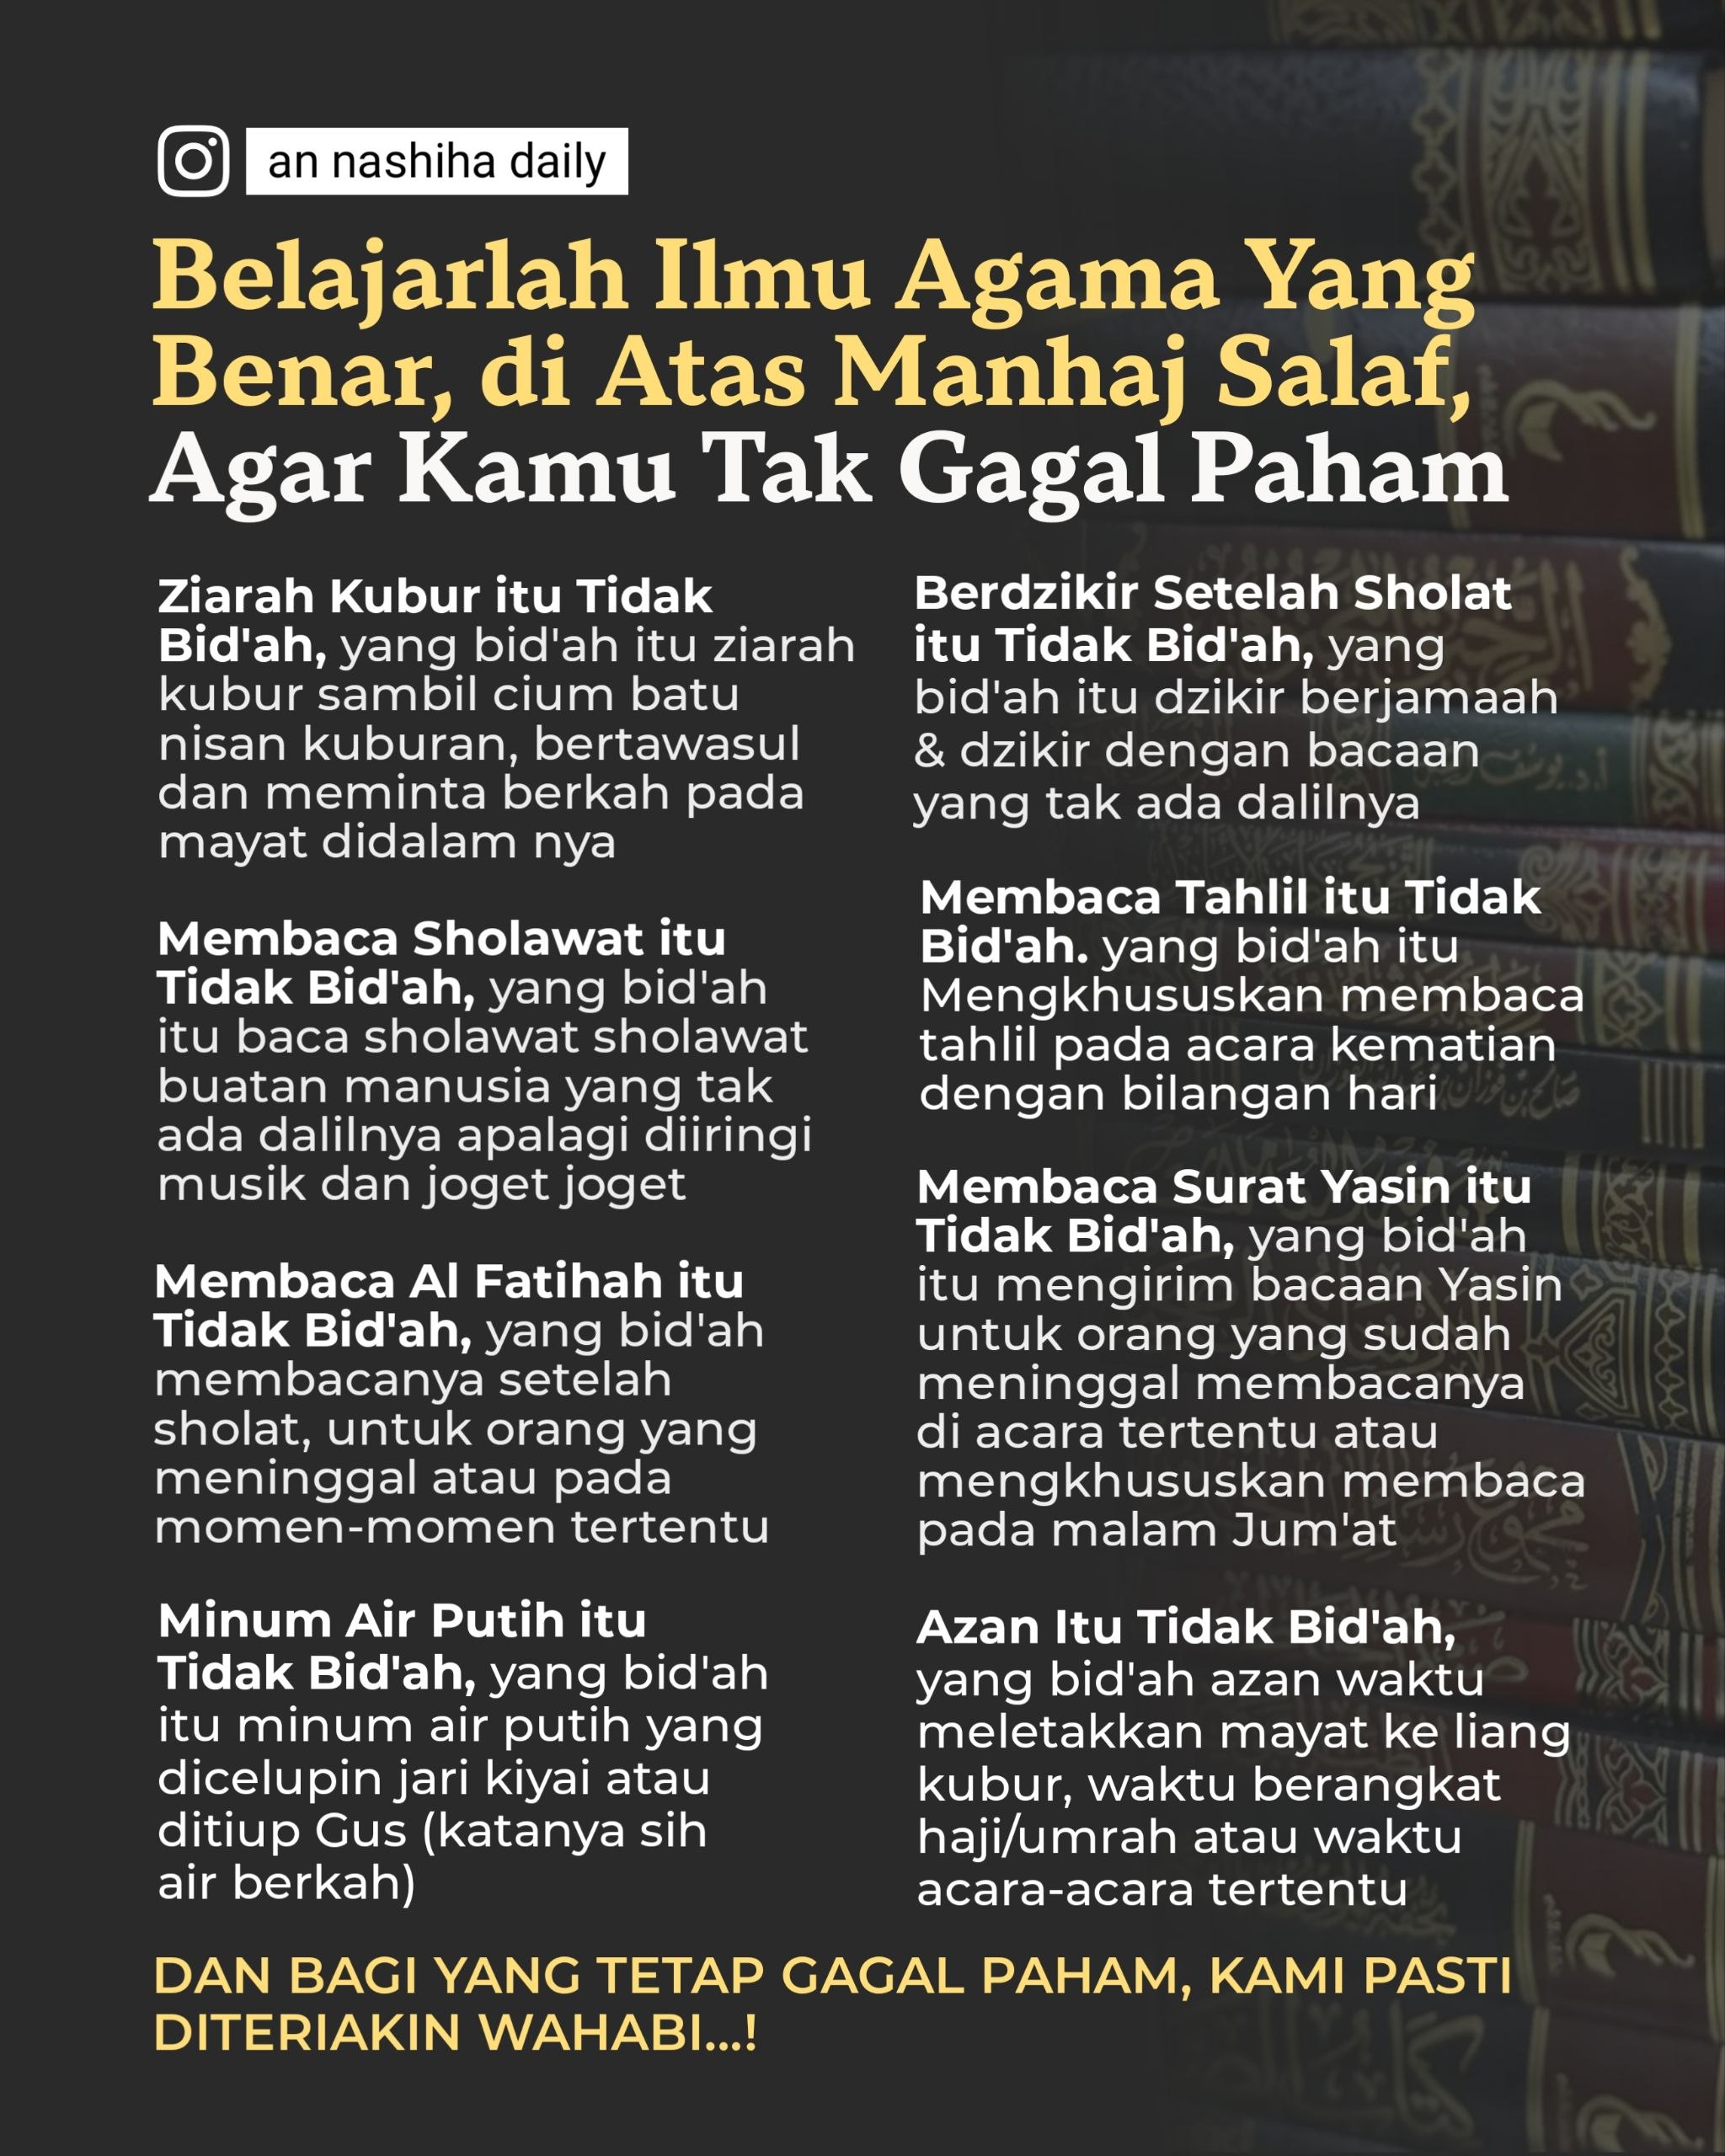 an nashiha daily
Belajarlah Ilmu Agama Yang
Benar, di Atas Manhaj Salaf,
Agar Kamu Tak Gagal Paham
Ziarah Kubur itu Tidak
Bid'ah, yang bid'ah itu ziarah
kubur sambil cium batu
nisan kuburan, bertawasul
dan meminta berkah pada
mayat didalam nya
Membaca Sholawat itu
Tidak Bid'ah, yang bid'ah
itu baca sholawat sholawat
buatan manusia yang tak
ada dalilnya apalagi diiringi
musik dan joget joget
Membaca Al Fatihah itu
Tidak Bid'ah, yang bid'ah
membacanya setelah
sholat, untuk orang yang
meninggal atau pada
momen-momen tertentu
Minum Air Putih itu
Tidak Bid'ah, yang bid'ah
itu minum air putih yang
dicelupin jari kiyai atau
ditiup Gus (katanya sih
air berkah)
Berdzikir Setelah Sholat
itu Tidak Bid'ah, yang
bid'ah itu dzikir berjamaah
& dzikir dengan bacaan
yang tak ada dalilnya
Membaca Tahlil itu Tidak
Bid'ah. yang bid'ah itu
Mengkhususkan membaca
tahlil pada acara kematian
dengan bilangan hari
Membaca Surat Yasin itu
Tidak Bid'ah, yang bid'ah
itu mengirim bacaan Yasin
untuk orang yang sudah
meninggal membacanya
di acara tertentu atau
mengkhususkan membaca
pada malam Jum'at
Azan Itu Tidak Bid'ah,
yang bid'ah azan waktu
meletakkan mayat ke liang
kubur, waktu berangkat
haji/umrah atau waktu
acara-acara tertentu
DAN BAGI YANG TETAP GAGAL PAHAM, KAMI PASTI
DITERIAKIN WAHABI...!